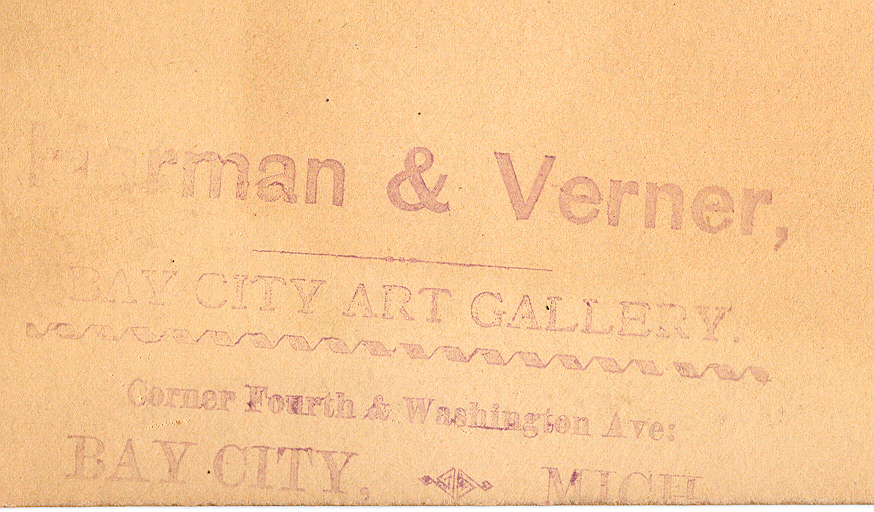 & Verner,
BAY CITY ART GALLERY.
Corner Fourth & Washington Ave:
BAY CITY, MICH